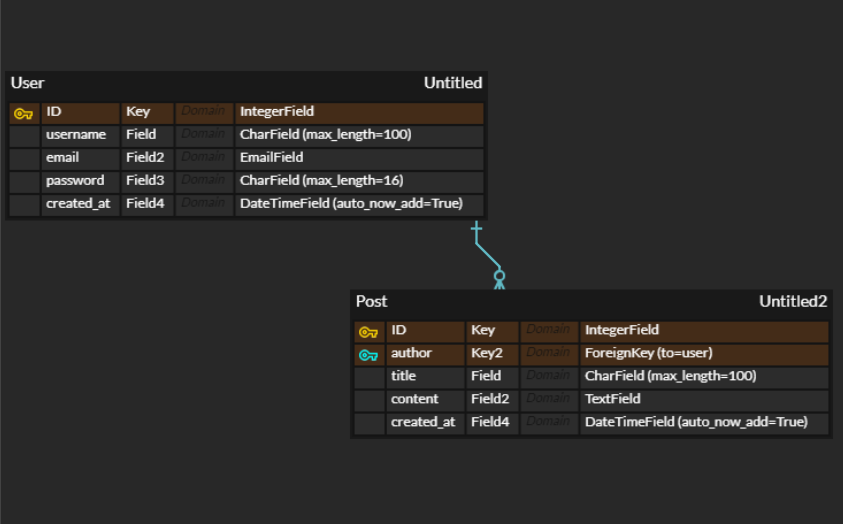 User Untitled
ID Key Domain IntegerField
username Field Domain CharField (max_length=100)
email Field2 Domain EmailField
password Field3 Domain CharField (max_length=16)
created_at Field4 Domain DateTimeField (auto_now_add=True)
Post Untitled2
ID Key Domain IntegerField
author Key2 Domain ForeignKey (to=user)
title Field Domain CharField (max_length=100)
content Field2 Domain TextField
created_at Field4 Domain DateTimeField (auto_now_add=True)